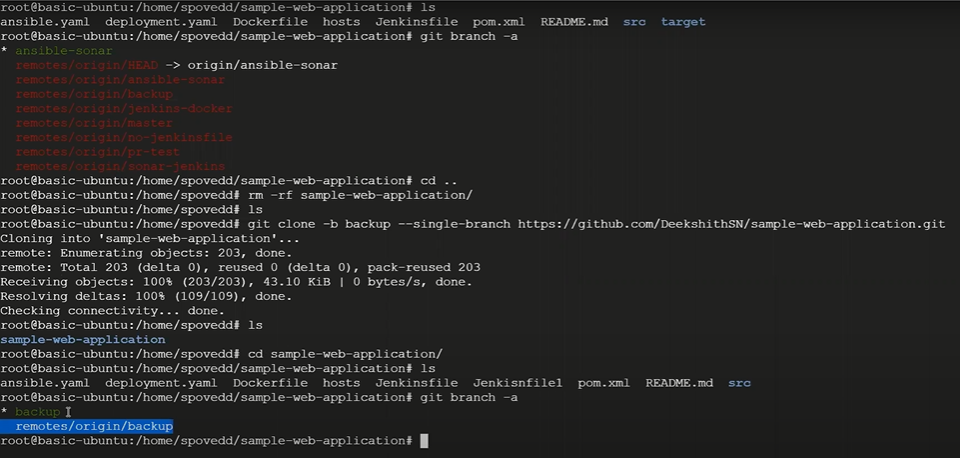 root@basic-ubuntu:/home/spovedd/sample-web-application# ls
ansible.yaml deployment.yaml Dockerfile hosts Jenkinsfile pom.xml README.md src target
root@basic-ubuntu:/home/spovedd/sample-web-application# git branch -a
* ansible-sonar
remotes/origin/HEAD -> origin/ansible-sonar
remotes/origin/ansible-sonar
remotes/origin/backup
remotes/origin/jenkins-docker
remotes/origin/master
remotes/origin/no-jenkinsfile
remotes/origin/pr-test
remotes/origin/sonar-jenkins
root@basic-ubuntu:/home/spovedd/sample-web-application# cd ..
root@basic-ubuntu:/home/spovedd# rm -rf sample-web-application/
root@basic-ubuntu:/home/spovedd# ls
root@basic-ubuntu:/home/spovedd# git clone -b backup --single-branch https://github.com/DeekshithSN/sample-web-application.git
Cloning into 'sample-web-application'...
remote: Enumerating objects: 203, done.
remote: Total 203 (delta 0), reused 0 (delta 0), pack-reused 203
Receiving objects: 100% (203/203), 43.10 KiB | 0 bytes/s, done.
Resolving deltas: 100% (109/109), done.
Checking connectivity... done.
root@basic-ubuntu:/home/spovedd# ls
sample-web-application
root@basic-ubuntu:/home/spovedd# cd sample-web-application/
root@basic-ubuntu:/home/spovedd/sample-web-application# ls
ansible.yaml deployment.yaml Dockerfile hosts Jenkinsfile Jenkisnfile1 pom.xml README.md src
root@basic-ubuntu:/home/spovedd/sample-web-application# git branch -a
* backup
remotes/origin/backup
root@basic-ubuntu:/home/spovedd/sample-web-application#